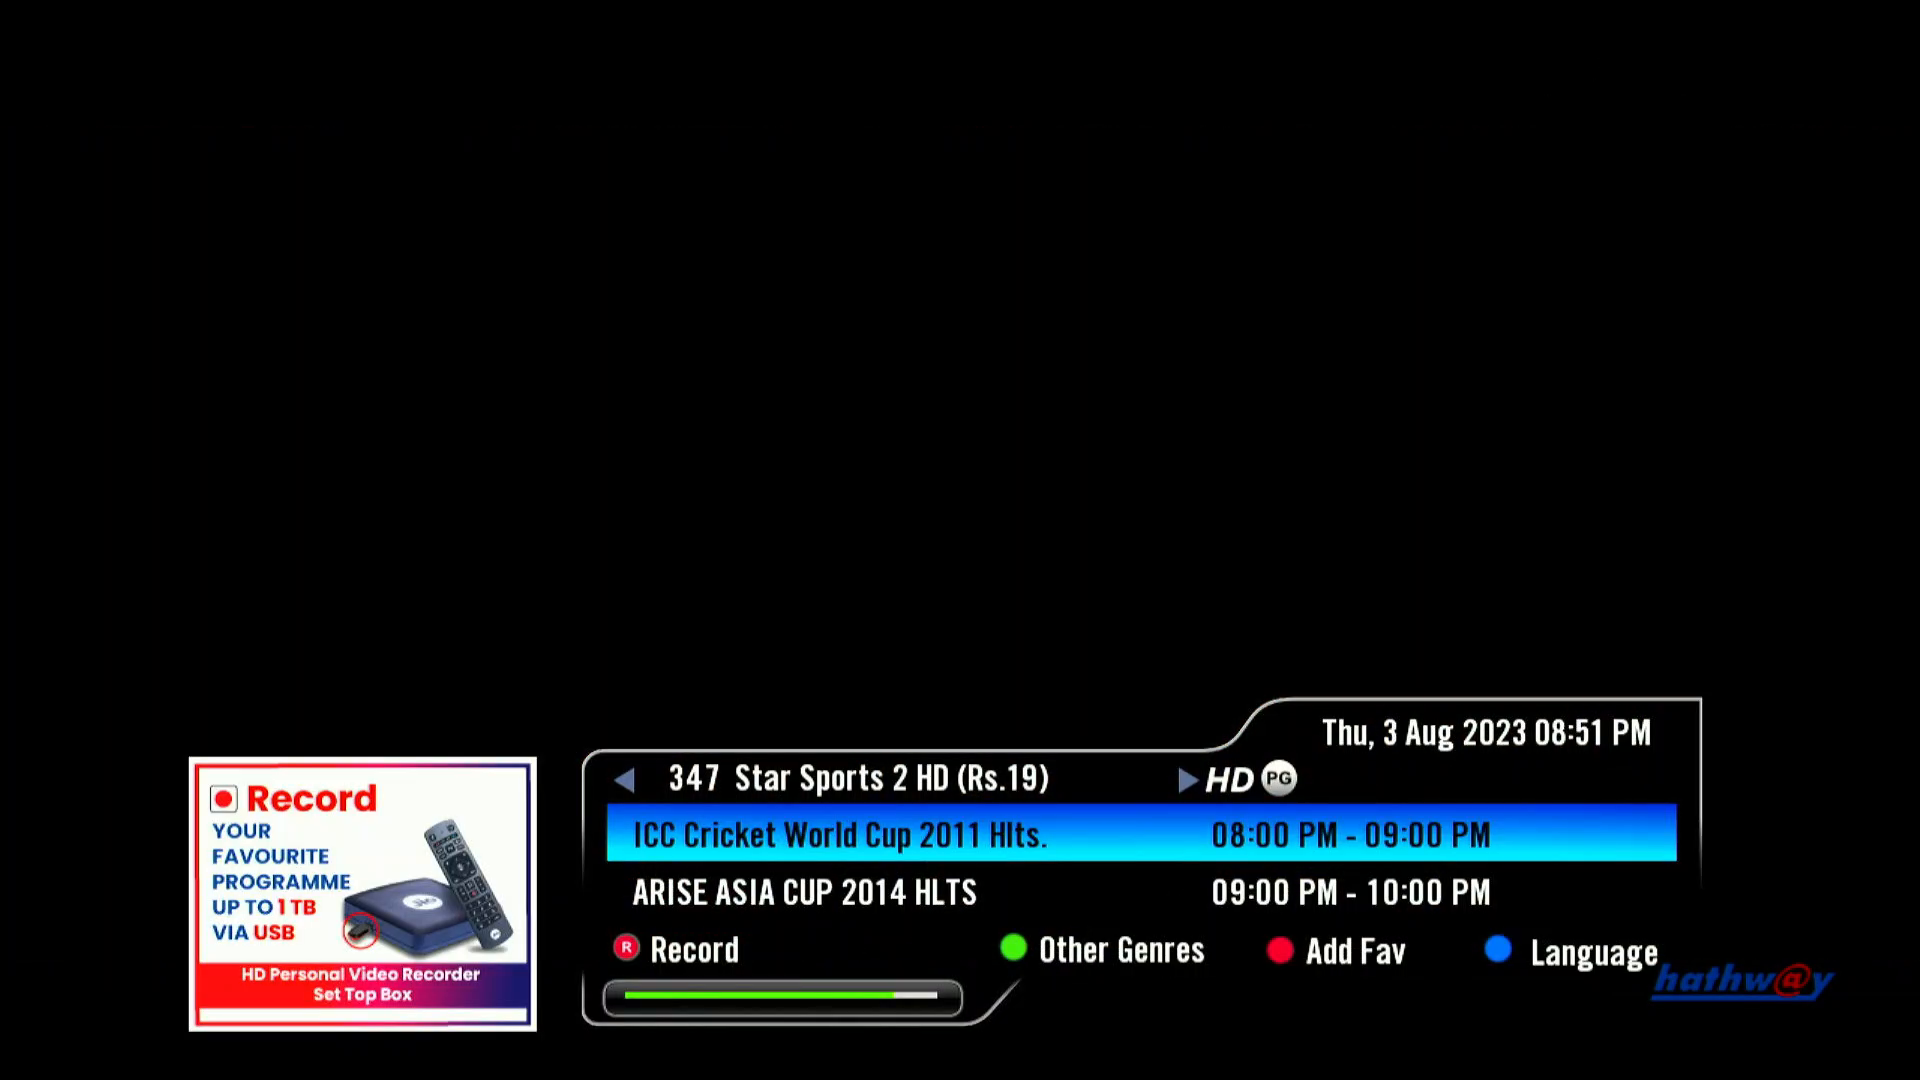 Thu, 3 Aug 2023 08:51 PM
347 Star Sports 2 HD (Rs.19) HD PG
ICC Cricket World Cup 2011 Hlts. 08:00 PM - 09:00 PM
ARISE ASIA CUP 2014 HLTS 09:00 PM - 10:00 PM
R Record Other Genres Add Fav Language
hathw@y
Record
YOUR
FAVOURITE
PROGRAMME
UP TO 1 TB
VIA USB
Jio
HD Personal Video Recorder
Set Top Box